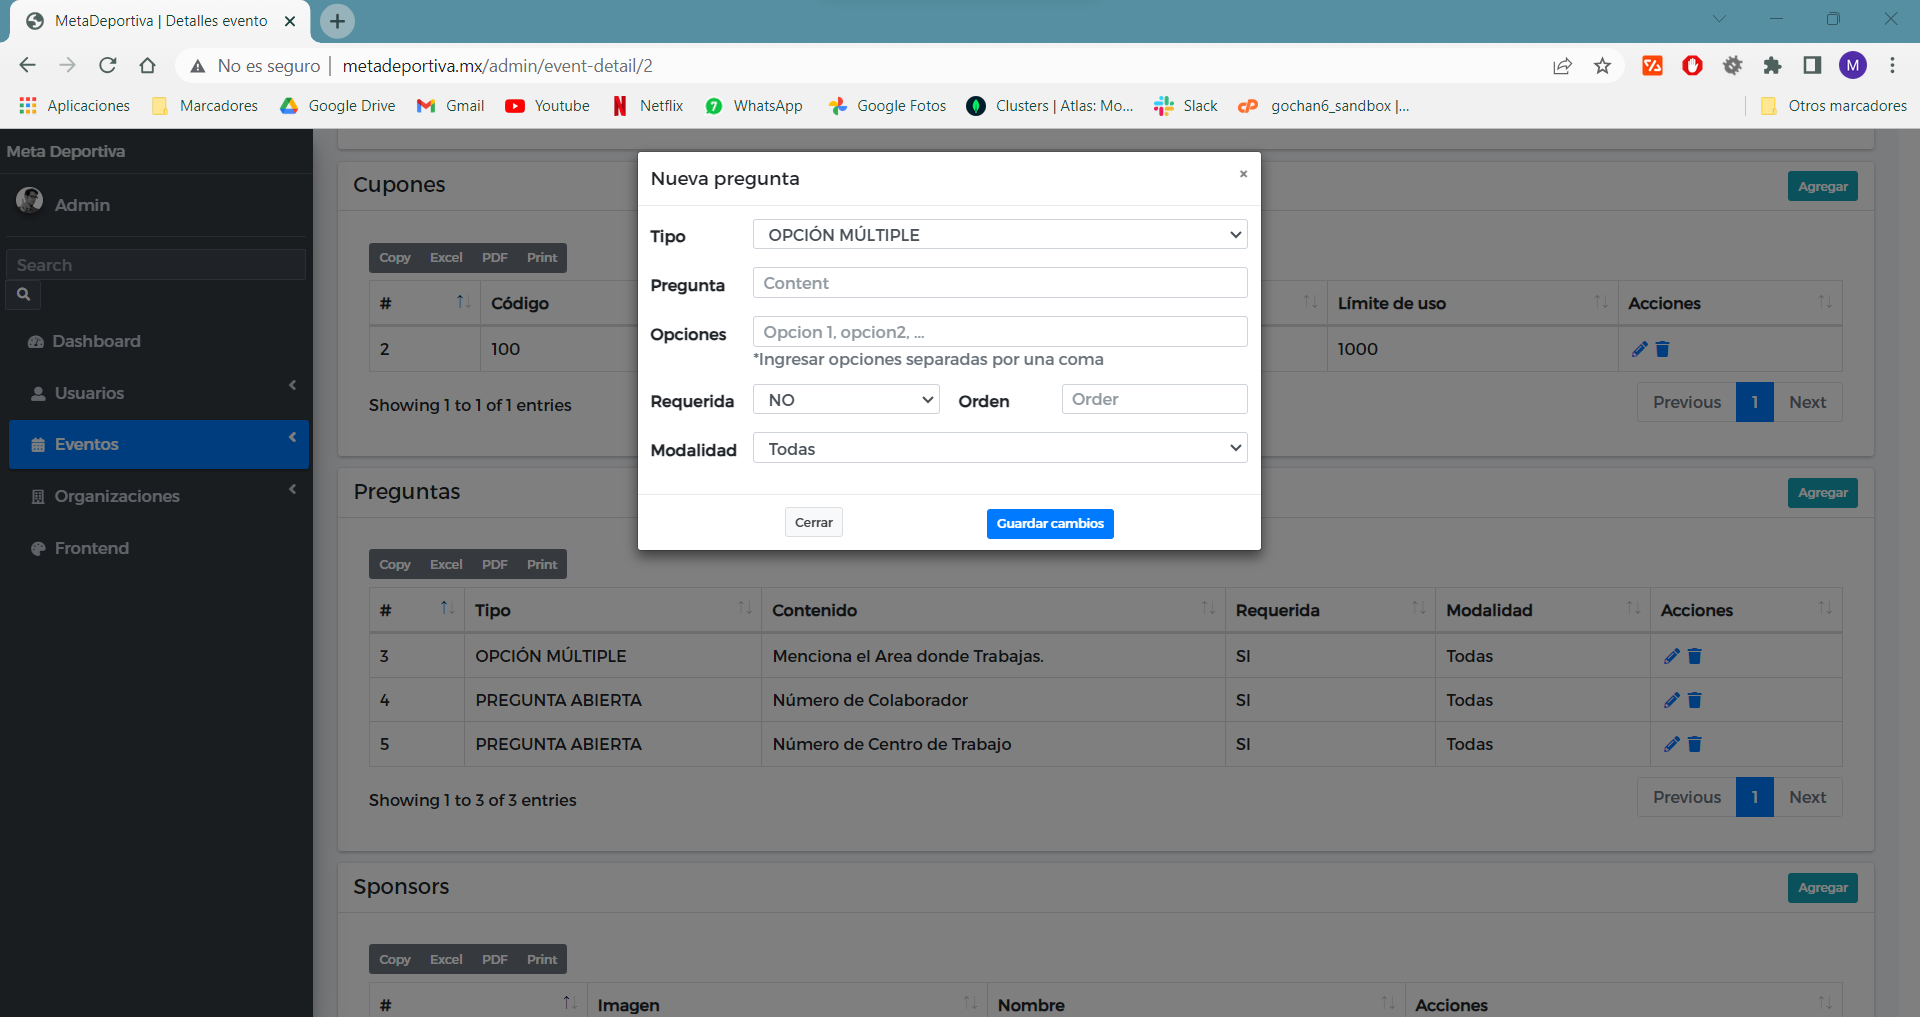 MetaDeportiva | Detalles evento
No es seguro | metadeportiva.mx/admin/event-detail/2
M
Aplicaciones Marcadores Google Drive Gmail Youtube Netflix WhatsApp Google Fotos Clusters | Atlas: Mo... Slack gochan6_sandbox |... Otros marcadores
Meta Deportiva
Admin
Search
Dashboard
Usuarios
Eventos
Organizaciones
Frontend
Cupones
Agregar
Copy Excel PDF Print
# Código Límite de uso Acciones
2 100 1000
Showing 1 to 1 of 1 entries
Previous 1 Next
Nueva pregunta
×
Tipo OPCIÓN MÚLTIPLE
Pregunta Content
Opciones Opcion 1, opcion2, ...
*Ingresar opciones separadas por una coma
Requerida NO Orden Order
Modalidad Todas
Cerrar Guardar cambios
Preguntas
Agregar
Copy Excel PDF Print
# Tipo Contenido Requerida Modalidad Acciones
3 OPCIÓN MÚLTIPLE Menciona el Area donde Trabajas. SI Todas
4 PREGUNTA ABIERTA Número de Colaborador SI Todas
5 PREGUNTA ABIERTA Número de Centro de Trabajo SI Todas
Showing 1 to 3 of 3 entries
Previous 1 Next
Sponsors
Agregar
Copy Excel PDF Print
# Imagen Nombre Acciones